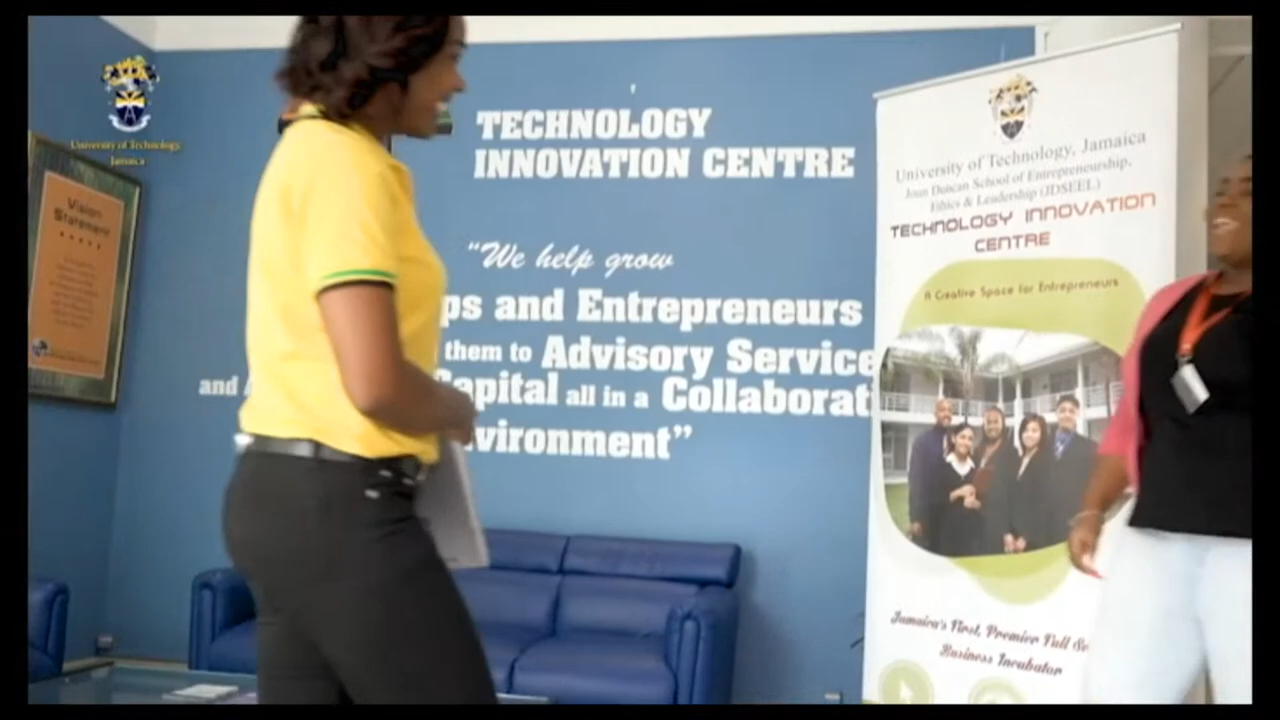 University of Technology,
Jamaica
Vision
Statement
TECHNOLOGY
INNOVATION CENTRE
"We help grow
ps and Entrepreneurs
them to Advisory Service
and Capital all in a Collaborat
vironment"
University of Technology, Jamaica
Joan Duncan School of Entrepreneurship,
Ethics & Leadership (JDSEEL)
TECHNOLOGY INNOVATION
CENTRE
A Creative Space for Entrepreneurs
Jamaica's First, Premier Full Se
Business Incubator